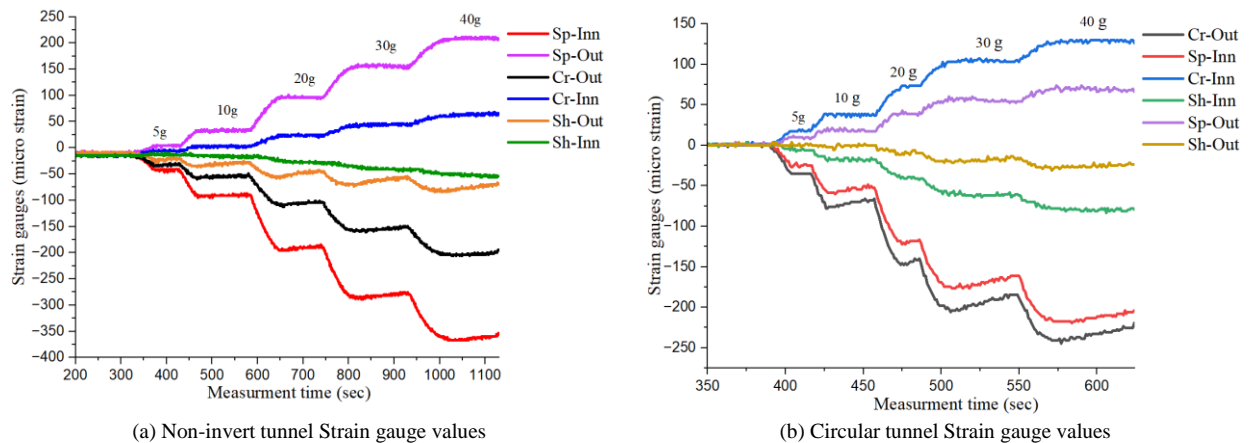 250
200
150
100
50
0
−50
−100
−150
−200
−250
−300
−350
−400
Strain gauges (micro strain)
5g
10g
20g
30g
40g
Sp-Inn
Sp-Out
Cr-Out
Cr-Inn
Sh-Out
Sh-Inn
200 300 400 500 600 700 800 900 1000 1100
Measurment time (sec)
(a) Non-invert tunnel Strain gauge values
150
100
50
0
−50
−100
−150
−200
−250
Strain gauges (micro strain)
5g
10 g
20 g
30 g
40 g
Cr-Out
Sp-Inn
Cr-Inn
Sh-Inn
Sp-Out
Sh-Out
350 400 450 500 550 600
Measurment time (sec)
(b) Circular tunnel Strain gauge values